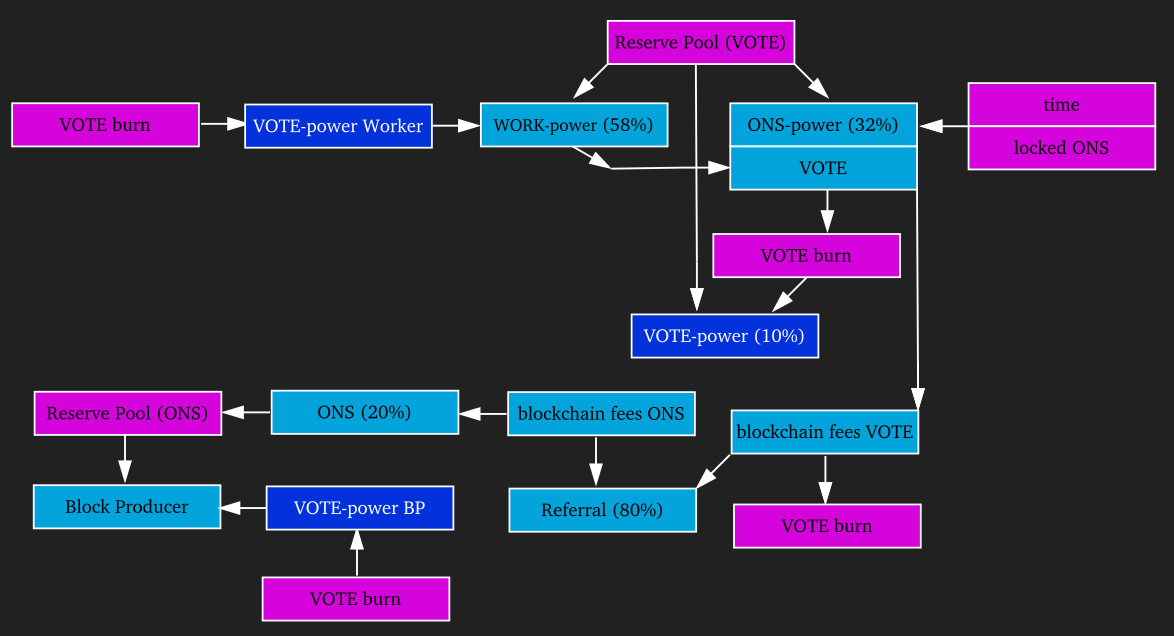 Reserve Pool (VOTE)
VOTE burn
VOTE-power Worker
WORK-power (58%)
ONS-power (32%)
VOTE
time
locked ONS
VOTE burn
VOTE-power (10%)
Reserve Pool (ONS)
ONS (20%)
blockchain fees ONS
blockchain fees VOTE
Block Producer
VOTE-power BP
Referral (80%)
VOTE burn
VOTE burn